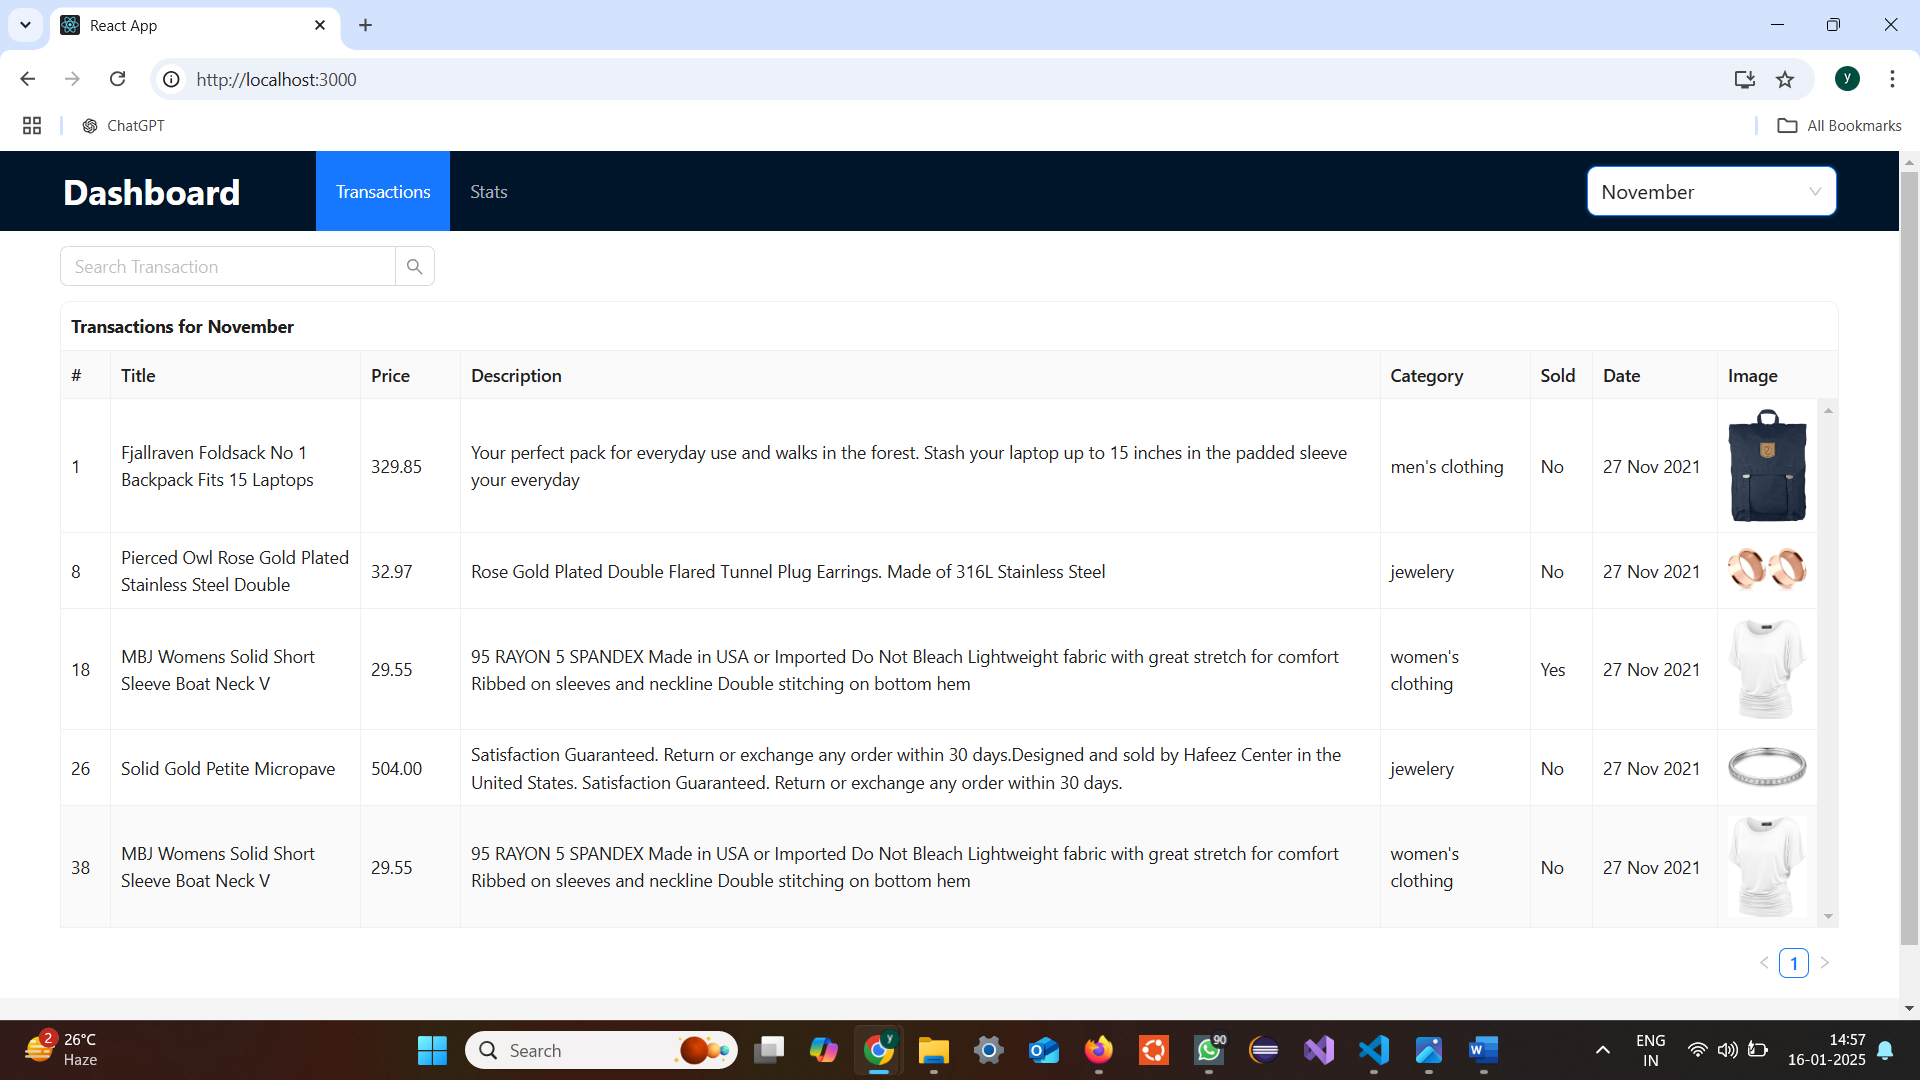 React App
http://localhost:3000
y
ChatGPT
All Bookmarks
Dashboard
Transactions
Stats
November
Search Transaction
Transactions for November
# Title Price Description Category Sold Date Image
1
Fjallraven Foldsack No 1
Backpack Fits 15 Laptops
329.85
Your perfect pack for everyday use and walks in the forest. Stash your laptop up to 15 inches in the padded sleeve
your everyday
men's clothing
No
27 Nov 2021
8
Pierced Owl Rose Gold Plated
Stainless Steel Double
32.97
Rose Gold Plated Double Flared Tunnel Plug Earrings. Made of 316L Stainless Steel
jewelery
No
27 Nov 2021
18
MBJ Womens Solid Short
Sleeve Boat Neck V
29.55
95 RAYON 5 SPANDEX Made in USA or Imported Do Not Bleach Lightweight fabric with great stretch for comfort
Ribbed on sleeves and neckline Double stitching on bottom hem
women's
clothing
Yes
27 Nov 2021
26
Solid Gold Petite Micropave
504.00
Satisfaction Guaranteed. Return or exchange any order within 30 days.Designed and sold by Hafeez Center in the
United States. Satisfaction Guaranteed. Return or exchange any order within 30 days.
jewelery
No
27 Nov 2021
38
MBJ Womens Solid Short
Sleeve Boat Neck V
29.55
95 RAYON 5 SPANDEX Made in USA or Imported Do Not Bleach Lightweight fabric with great stretch for comfort
Ribbed on sleeves and neckline Double stitching on bottom hem
women's
clothing
No
27 Nov 2021
< 1 >
2
26°C
Haze
Search
y
90
W
ENG
IN
14:57
16-01-2025